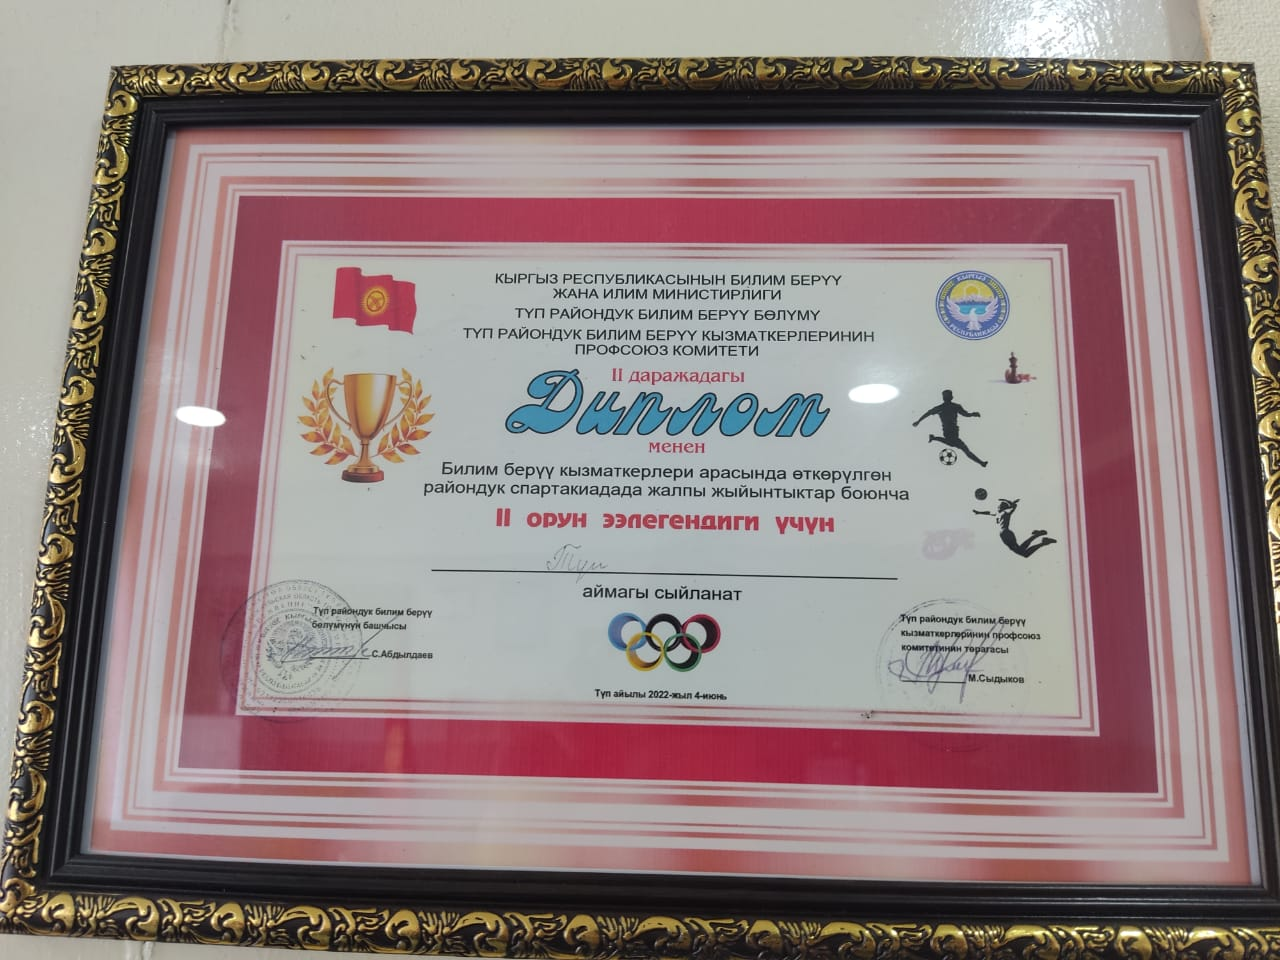 КЫРГЫЗ РЕСПУБЛИКАСЫНЫН БИЛИМ БЕРҮҮ
ЖАНА ИЛИМ МИНИСТИРЛИГИ
ТҮП РАЙОНДУК БИЛИМ БЕРҮҮ БӨЛҮМҮ
ТҮП РАЙОНДУК БИЛИМ БЕРҮҮ КЫЗМАТКЕРЛЕРИНИН
ПРОФСОЮЗ КОМИТЕТИ
II даражадагы
Диплом
менен
Билим берүү кызматкерлери арасында өткөрүлгөн
райондук спартакиадада жалпы жыйынтыктар боюнча
II орун ээлегендиги үчүн
Түп
аймагы сыйланат
Түп райондук билим берүү
бөлүмүнүн башчысы
С.Абдылдаев
Түп райондук билим берүү
кызматкерлеринин профсоюз
комитетинин төрагасы
М.Сыдыков
Түп айылы 2022-жыл 4-июнь
КЫРГЫЗ
РЕСПУБЛИКАСЫ